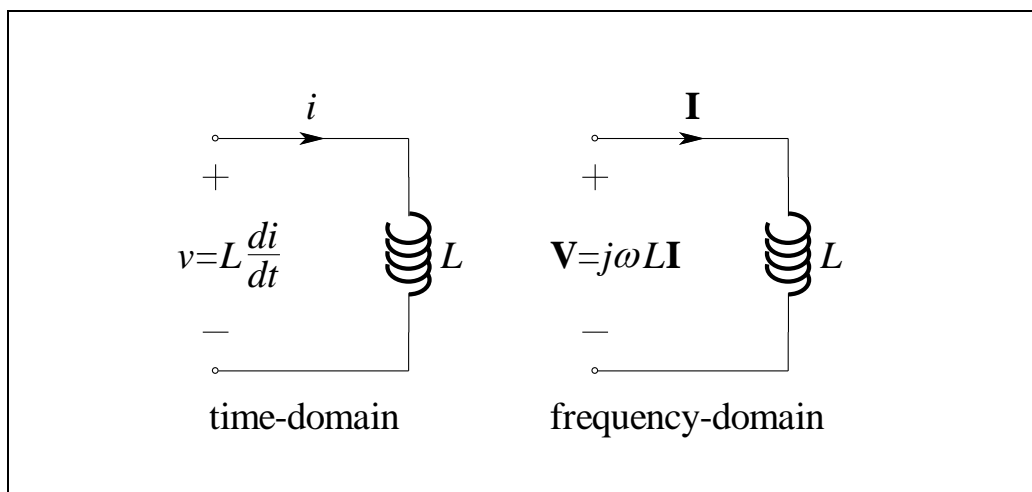 i
+
v=L di/dt
L
−
time-domain
I
+
V=jωLI
L
−
frequency-domain